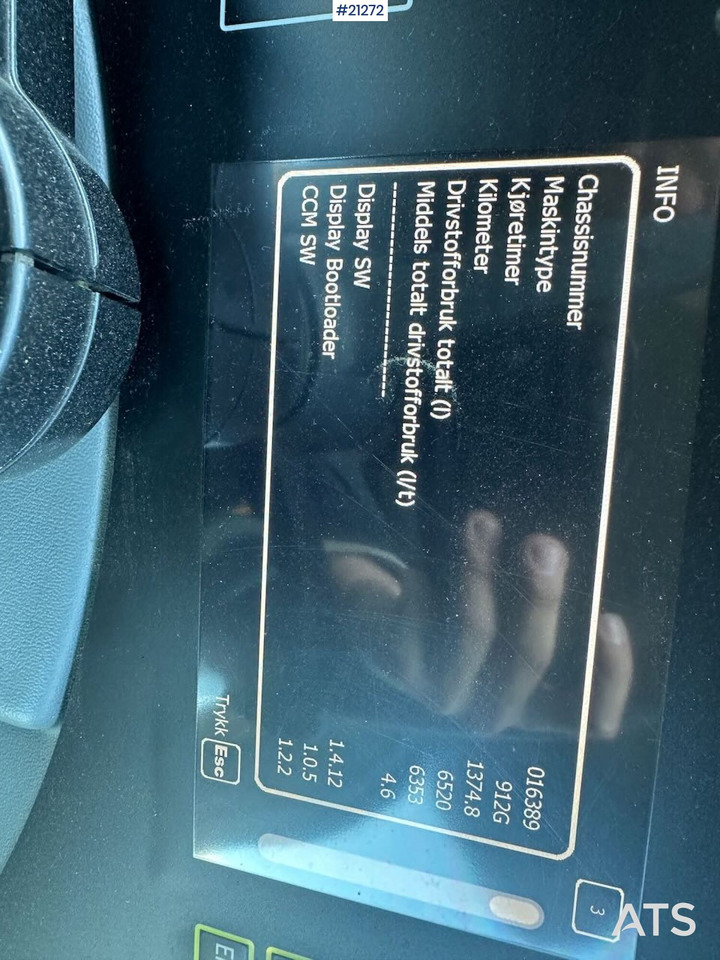 #21272
INFO
Chassisnummer 016389
Maskintype 912G
Kjøretimer 1374.8
Kilometer 6520
Drivstofforbruk totalt (l) 6353
Middels totalt drivstofforbruk (l/t) 4.6
--------------------------------
Display SW 1.4.12
Display Bootloader 1.0.5
CCM SW 1.2.2
Trykk Esc
3
ATS